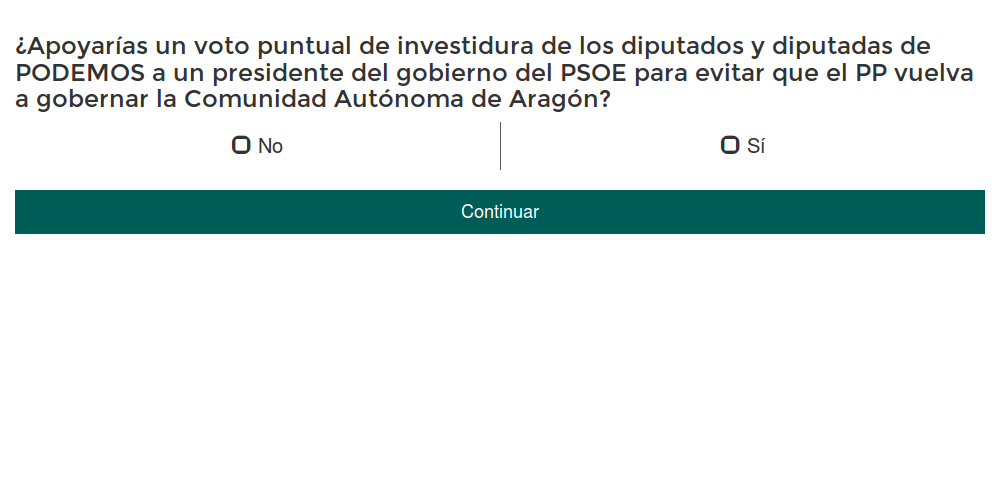 ¿Apoyarías un voto puntual de investidura de los diputados y diputadas de
PODEMOS a un presidente del gobierno del PSOE para evitar que el PP vuelva
a gobernar la Comunidad Autónoma de Aragón?
No
Sí
Continuar